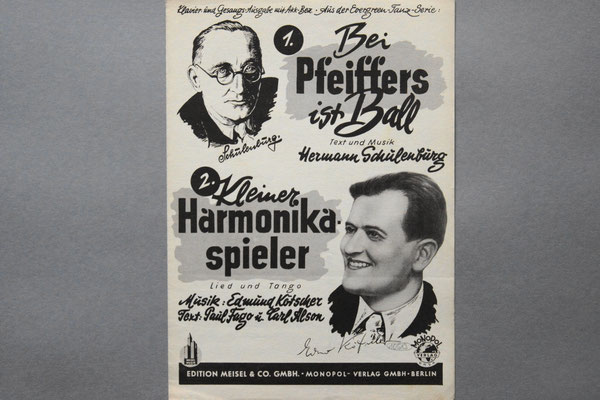 Klavier und Gesangs-Ausgabe mit Akk-Bez. • Aus der Evergreen-Tanz-Serie:
1.
Bei
Pfeiffers
ist Ball
Text und Musik
Hermann Schulenburg
Schulenburg.
2. Kleiner
Harmonika-
spieler
Lied und Tango
Musik: Edmund Kötscher
Text: Paul Fago u. Carl Alson
Monopol
VERLAG
EDITION MEISEL & CO. GMBH. • MONOPOL- VERLAG GMBH • BERLIN